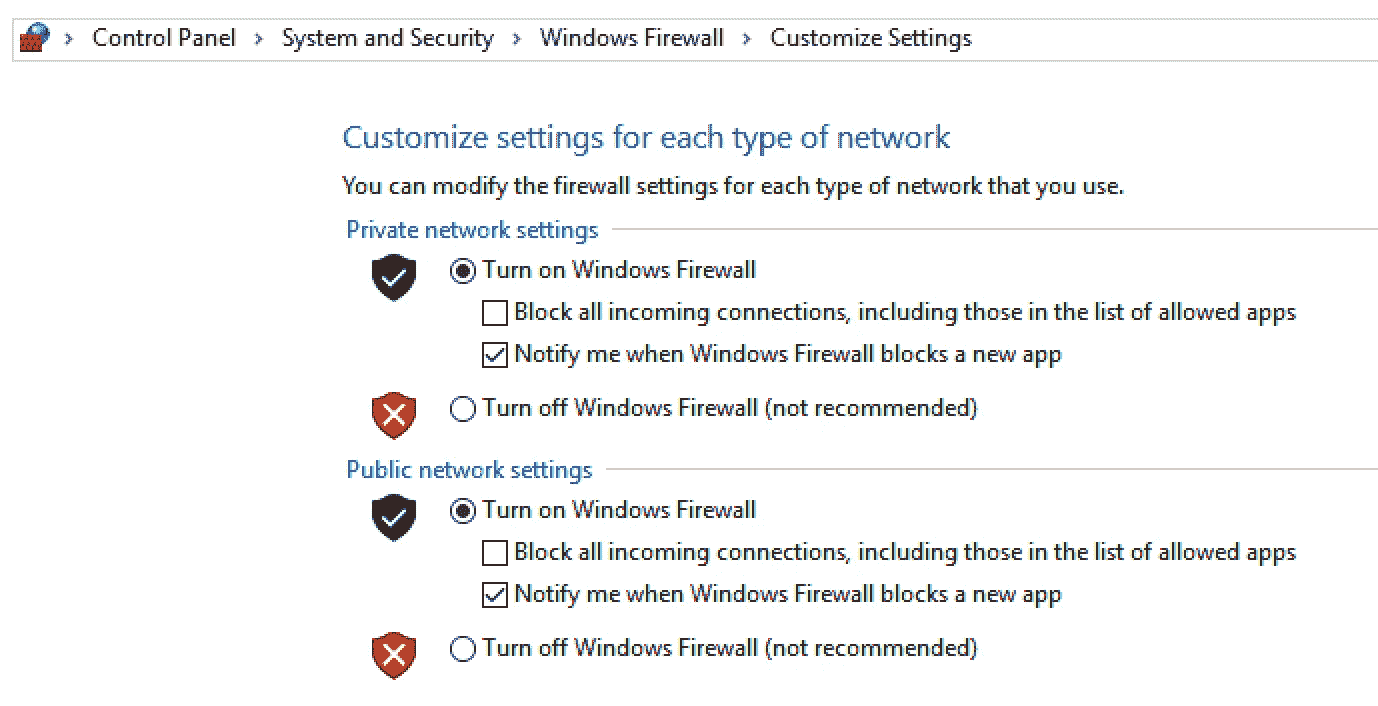 Control Panel > System and Security > Windows Firewall > Customize Settings
Customize settings for each type of network
You can modify the firewall settings for each type of network that you use.
Private network settings
Turn on Windows Firewall
Block all incoming connections, including those in the list of allowed apps
Notify me when Windows Firewall blocks a new app
Turn off Windows Firewall (not recommended)
Public network settings
Turn on Windows Firewall
Block all incoming connections, including those in the list of allowed apps
Notify me when Windows Firewall blocks a new app
Turn off Windows Firewall (not recommended)